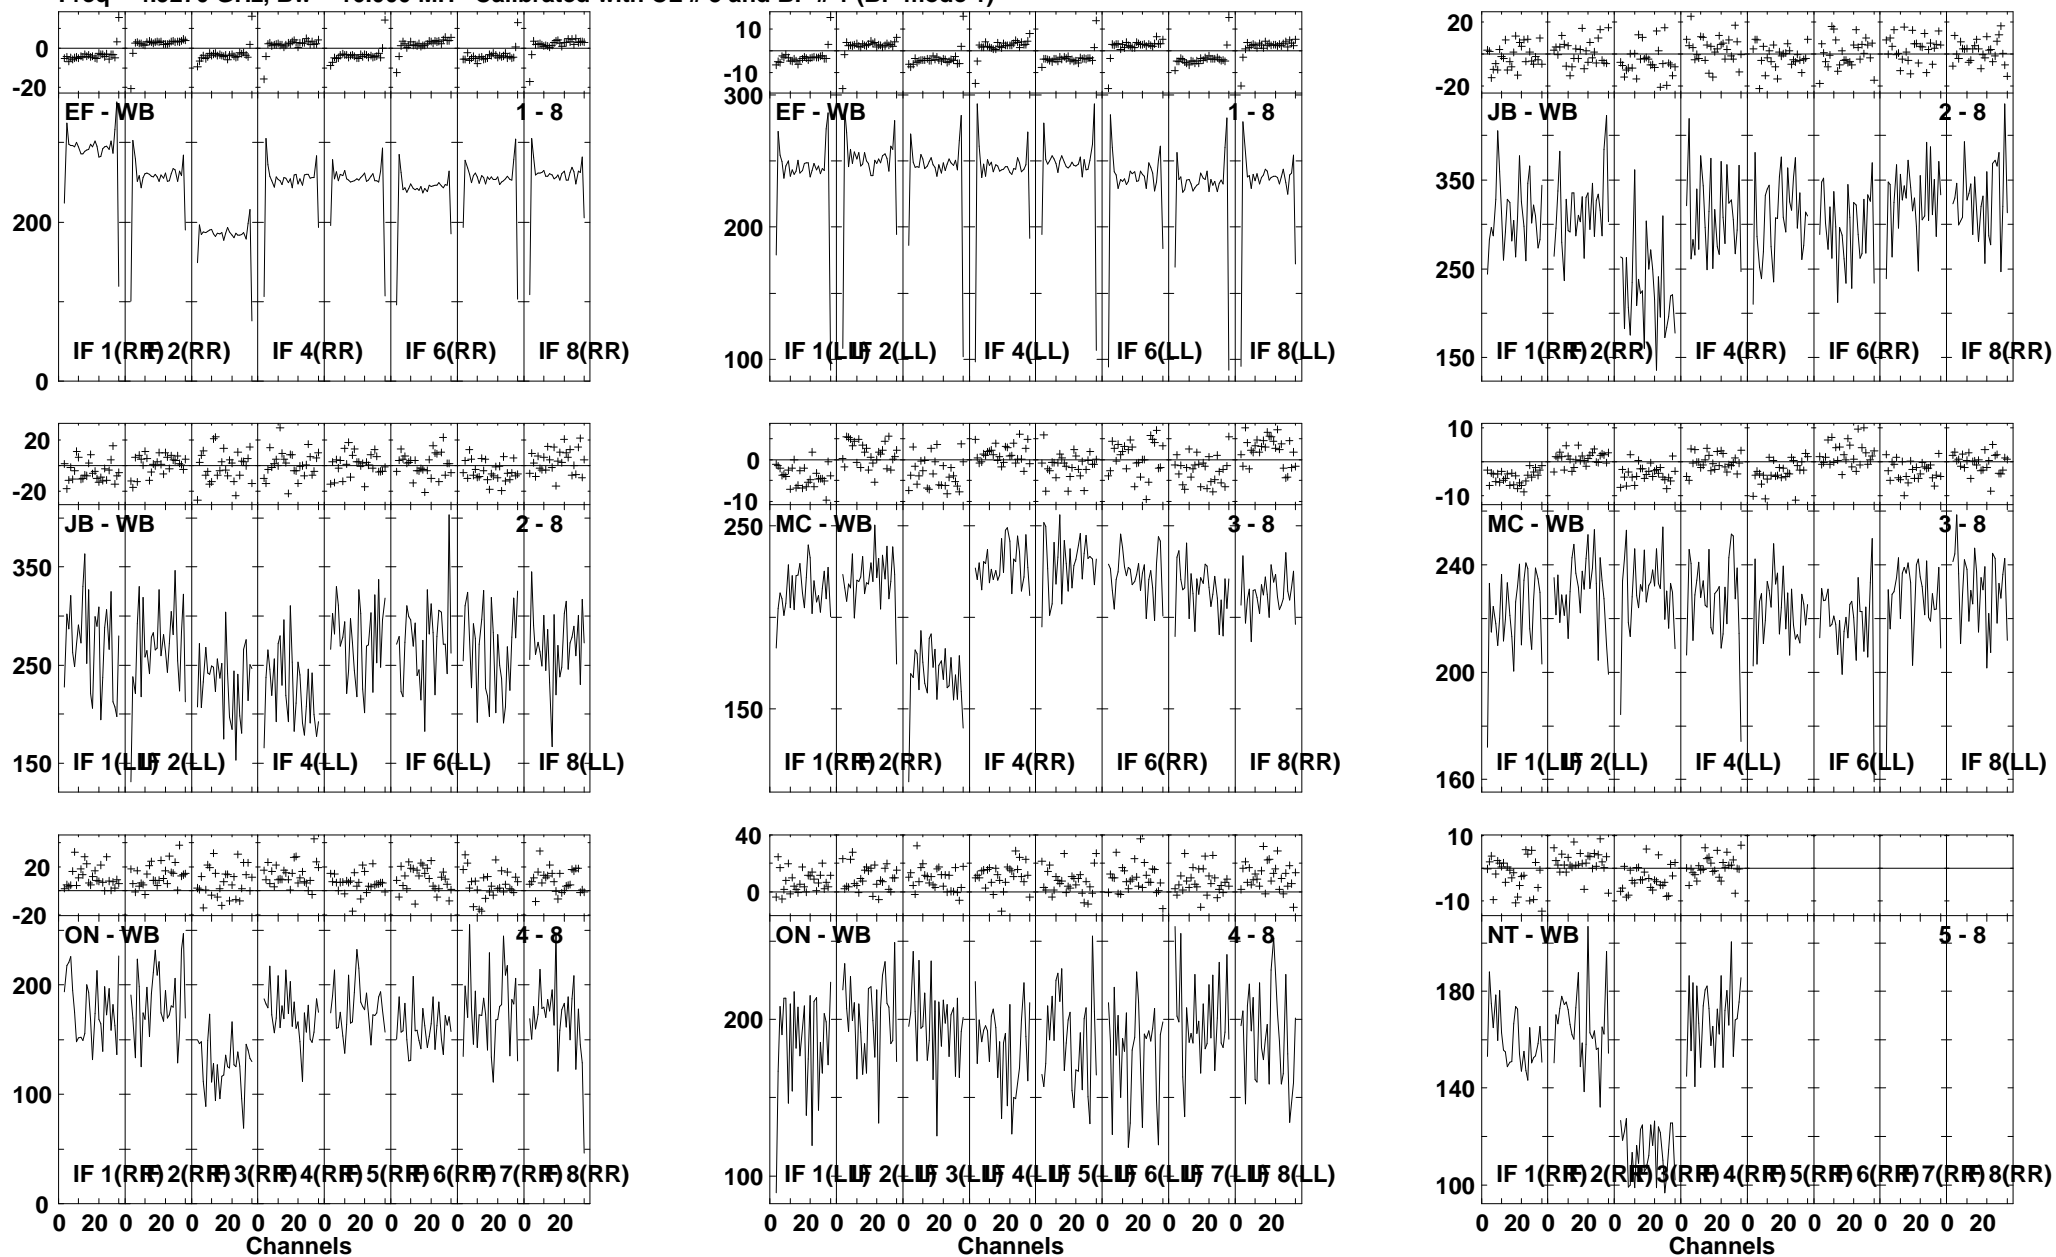 0
-20
10
-10
20
-20
300
EF - WB 1 - 8
EF - WB 1 - 8
JB - WB 2 - 8
350
200
200
250
IF 1(RR) IF 2(RR) IF 4(RR) IF 6(RR) IF 8(RR)
IF 1(LL) IF 2(LL) IF 4(LL) IF 6(LL) IF 8(LL)
IF 1(RR) IF 2(RR) IF 4(RR) IF 6(RR) IF 8(RR)
100
150
0
20
-20
0
-10
10
-10
JB - WB 2 - 8
MC - WB 3 - 8
MC - WB 3 - 8
350
250
240
250
200
150
150
160
IF 1(LL) IF 2(LL) IF 4(LL) IF 6(LL) IF 8(LL)
IF 1(RR) IF 2(RR) IF 4(RR) IF 6(RR) IF 8(RR)
IF 1(LL) IF 2(LL) IF 4(LL) IF 6(LL) IF 8(LL)
20
-20
40
0
10
-10
ON - WB 4 - 8
ON - WB 4 - 8
NT - WB 5 - 8
200
200
180
140
100
100
100
IF 1(RR) IF 2(RR) IF 3(RR) IF 4(RR) IF 5(RR) IF 6(RR) IF 7(RR) IF 8(RR)
IF 1(LL) IF 2(LL) IF 3(LL) IF 4(LL) IF 5(LL) IF 6(LL) IF 7(LL) IF 8(LL)
IF 1(RR) IF 2(RR) IF 3(RR) IF 4(RR) IF 5(RR) IF 6(RR) IF 7(RR) IF 8(RR)
0
0 20 0 20 0 20 0 20 0 20 0 20 0 20 0 20
0 20 0 20 0 20 0 20 0 20 0 20 0 20 0 20
0 20 0 20 0 20 0 20 0 20 0 20 0 20 0 20
Channels
Channels